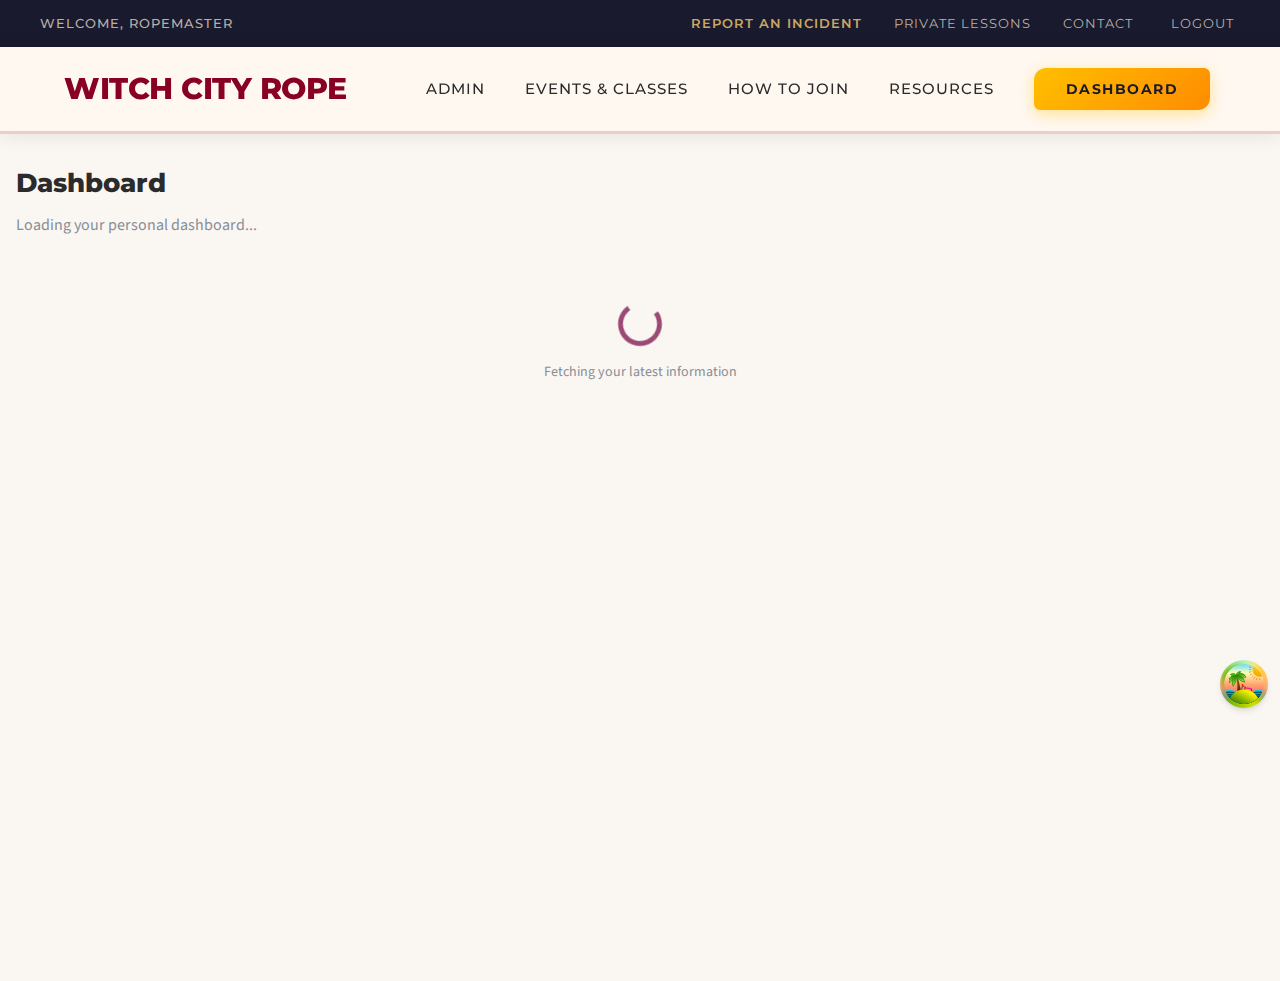 WELCOME, ROPEMASTER
REPORT AN INCIDENT PRIVATE LESSONS CONTACT LOGOUT
WITCH CITY ROPE
ADMIN EVENTS & CLASSES HOW TO JOIN RESOURCES DASHBOARD
Dashboard
Loading your personal dashboard...
Fetching your latest information